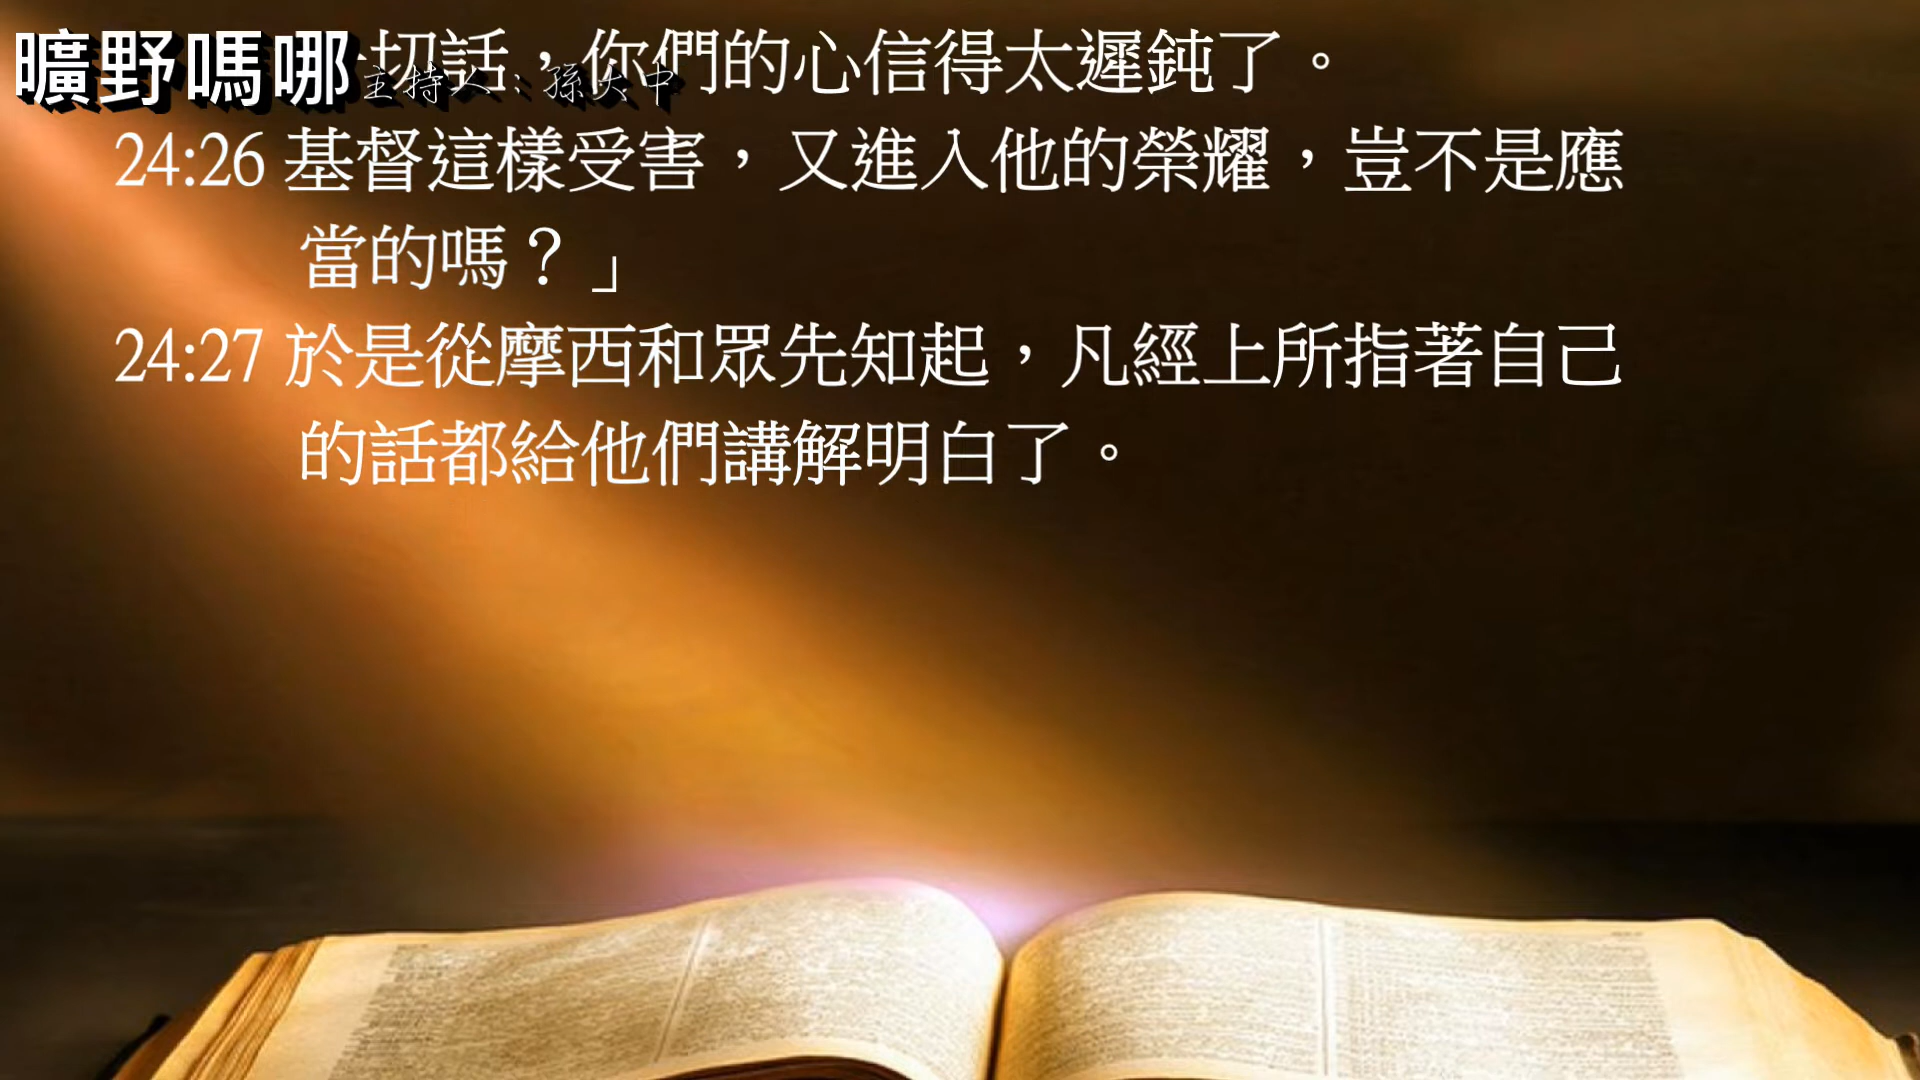 曠野嗎哪
主持人：孫大中
一切話，你們的心信得太遲鈍了。
24:26 基督這樣受害，又進入他的榮耀，豈不是應
當的嗎？」
24:27 於是從摩西和眾先知起，凡經上所指著自己
的話都給他們講解明白了。